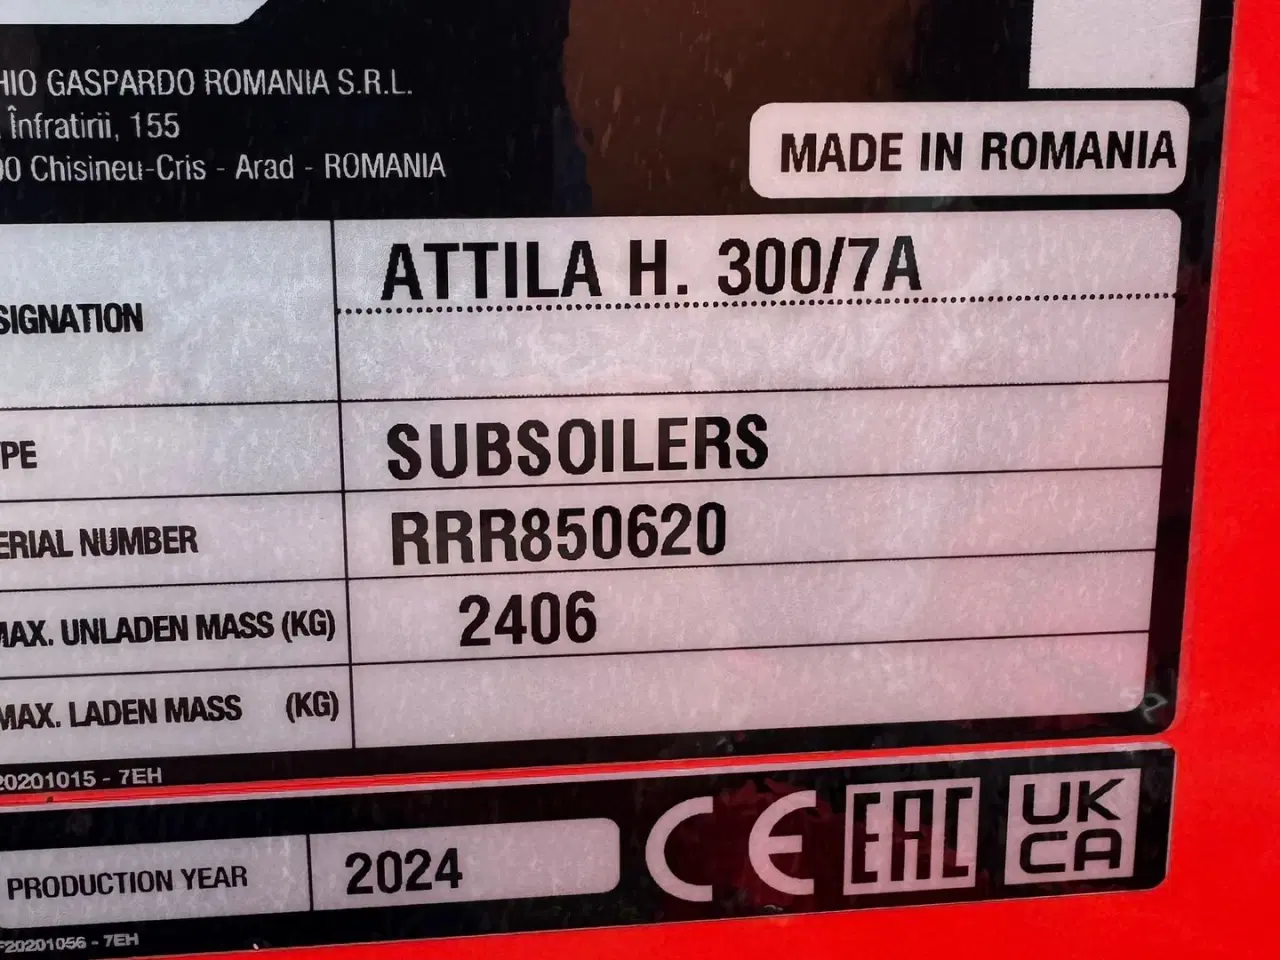 HIO GASPARDO ROMANIA S.R.L.
Înfratirii, 155
00 Chisineu-Cris - Arad - ROMANIA
MADE IN ROMANIA
SIGNATION ATTILA H. 300/7A
PE SUBSOILERS
ERIAL NUMBER RRR850620
MAX. UNLADEN MASS (KG) 2406
MAX. LADEN MASS (KG)
20201015 - 7EH
PRODUCTION YEAR 2024
CE EAC UK CA
F20201056 - 7EH